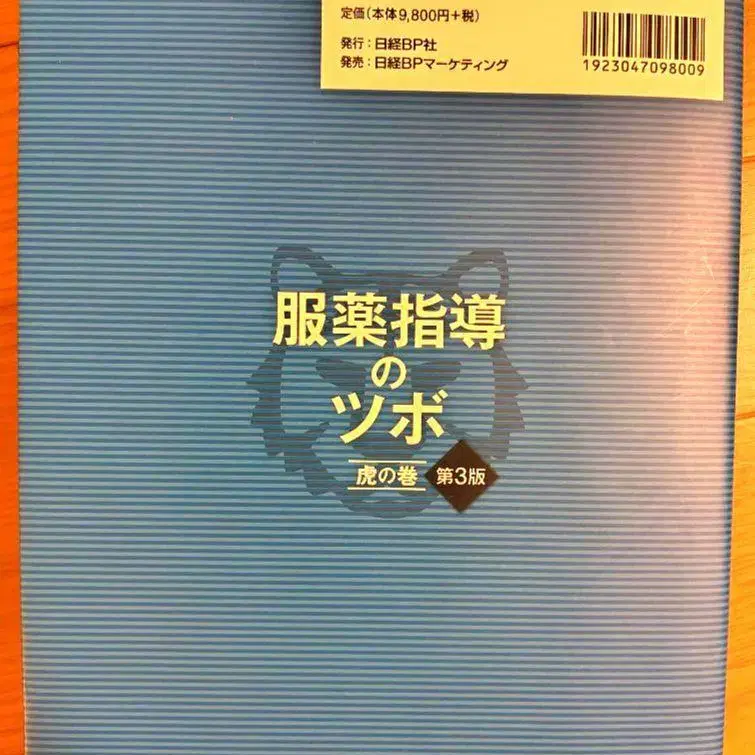 定価(本体9,800円+税)
発行:日経BP社
発売:日経BPマーケティング
1923047098009
服薬指導
の
ツボ
虎の巻 第3版